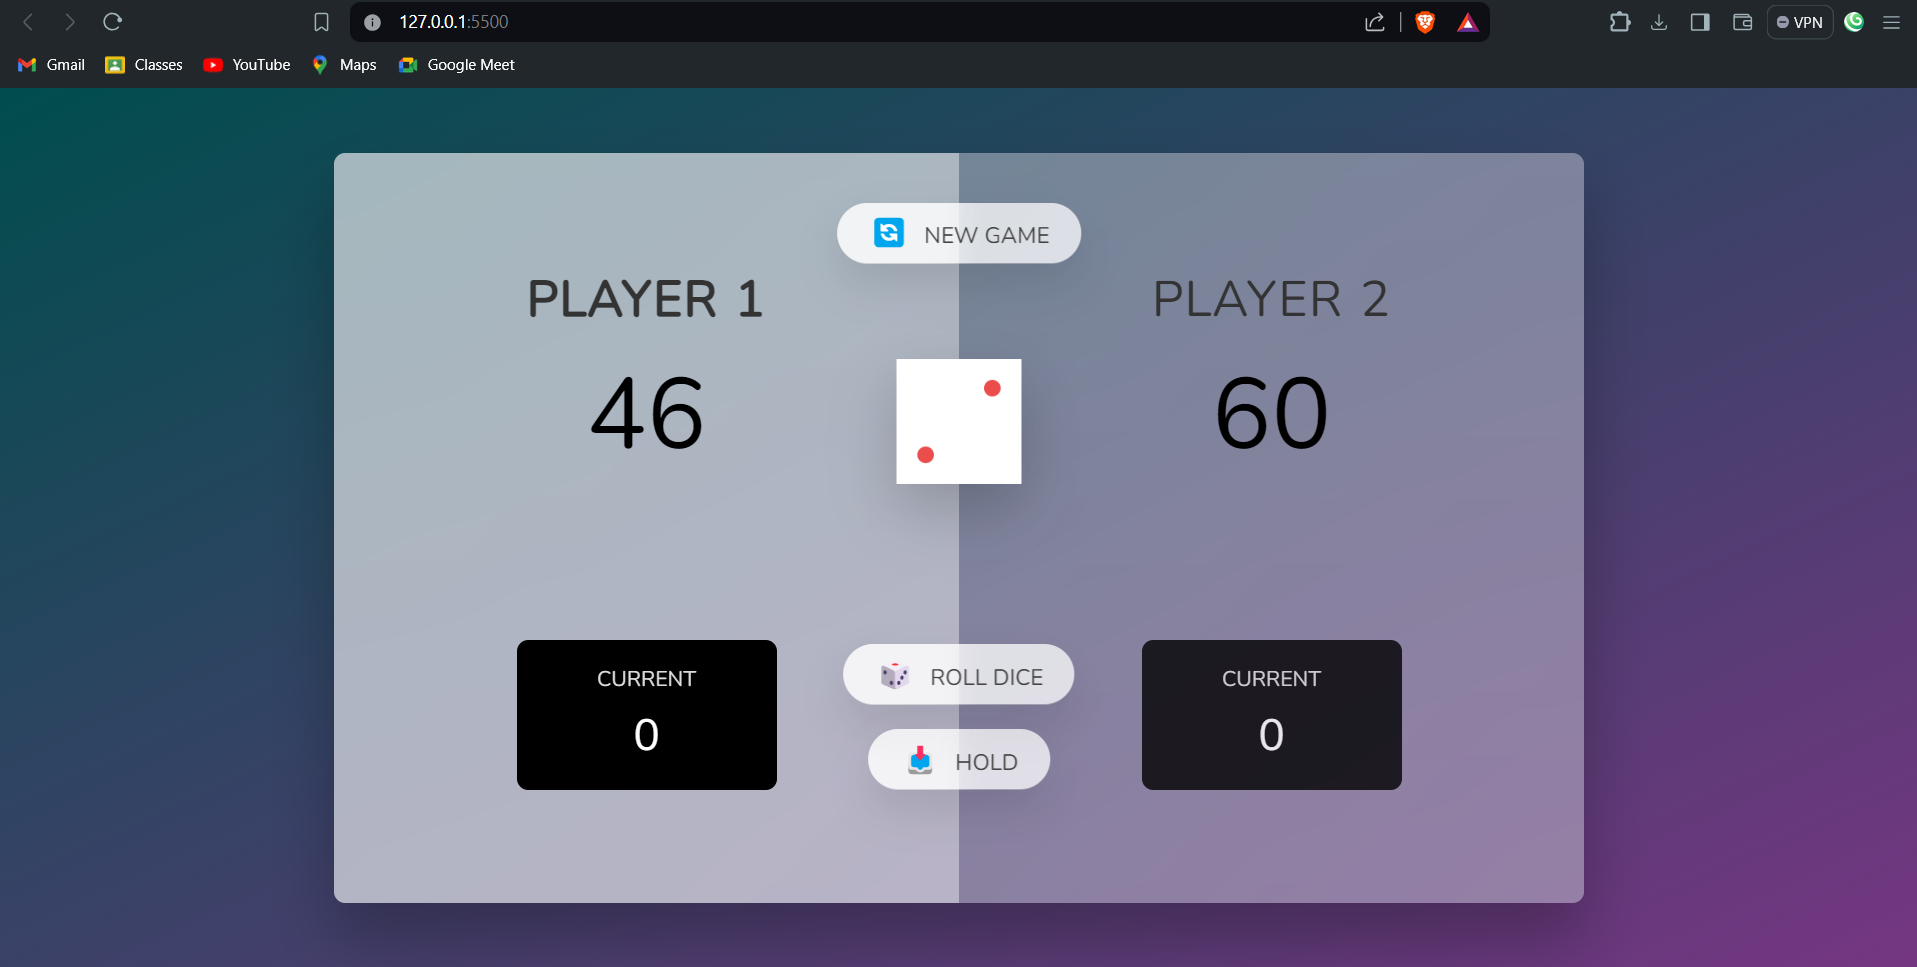 127.0.0.1:5500
VPN
Gmail Classes YouTube Maps Google Meet
NEW GAME
PLAYER 1
46
CURRENT
0
PLAYER 2
60
CURRENT
0
ROLL DICE
HOLD